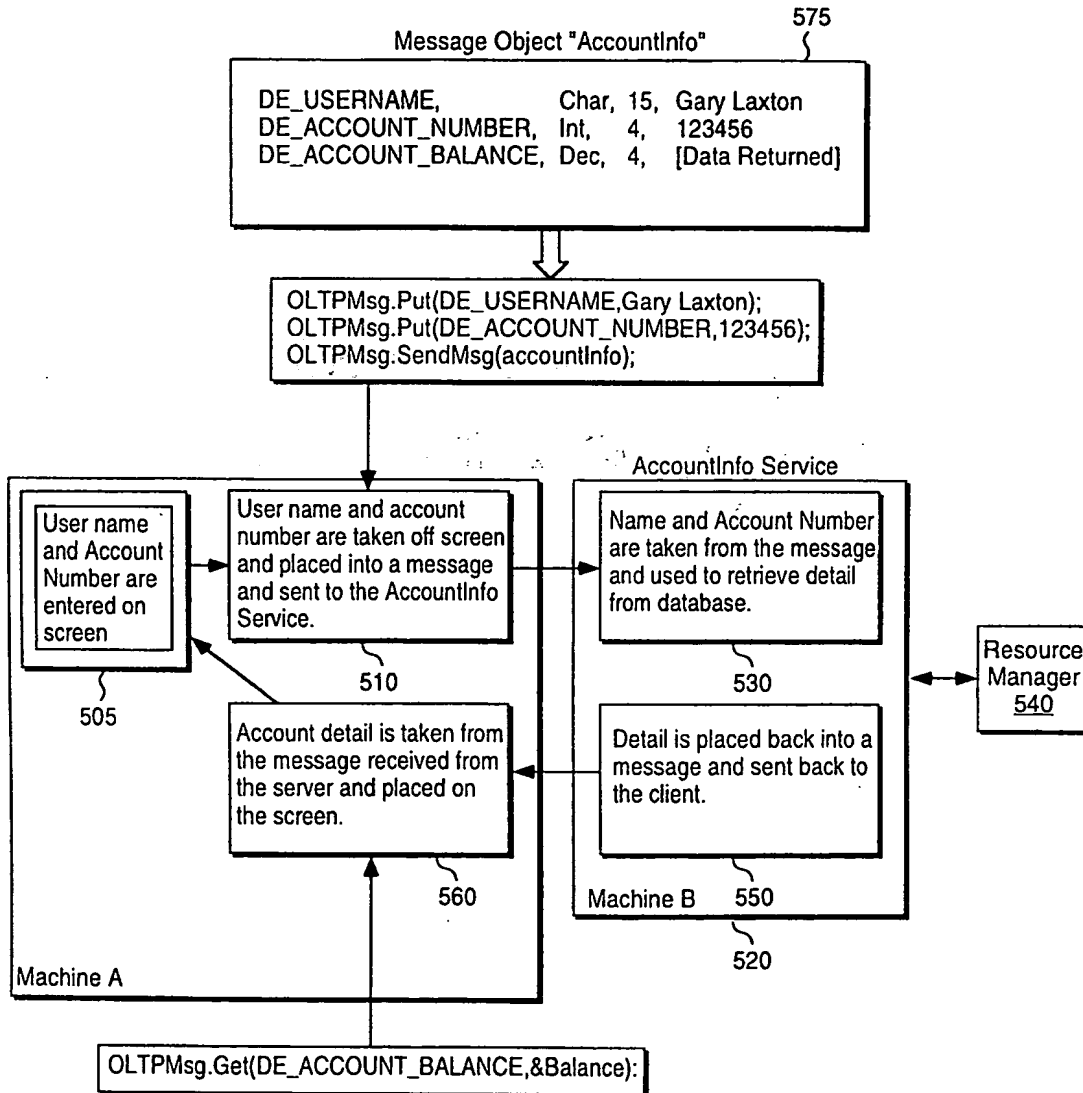 575
Message Object "AccountInfo"
DE_USERNAME, Char, 15, Gary Laxton
DE_ACCOUNT_NUMBER, Int, 4, 123456
DE_ACCOUNT_BALANCE, Dec, 4, [Data Returned]
OLTPMsg.Put(DE_USERNAME,Gary Laxton);
OLTPMsg.Put(DE_ACCOUNT_NUMBER,123456);
OLTPMsg.SendMsg(accountInfo);
AccountInfo Service
User name
and Account
Number are
entered on
screen
505
User name and account
number are taken off screen
and placed into a message
and sent to the AccountInfo
Service.
510
Name and Account Number
are taken from the message
and used to retrieve detail
from database.
530
Resource
Manager
540
Account detail is taken from
the message received from
the server and placed on
the screen.
560
Detail is placed back into a
message and sent back to
the client.
550
Machine B
520
Machine A
OLTPMsg.Get(DE_ACCOUNT_BALANCE,&Balance):